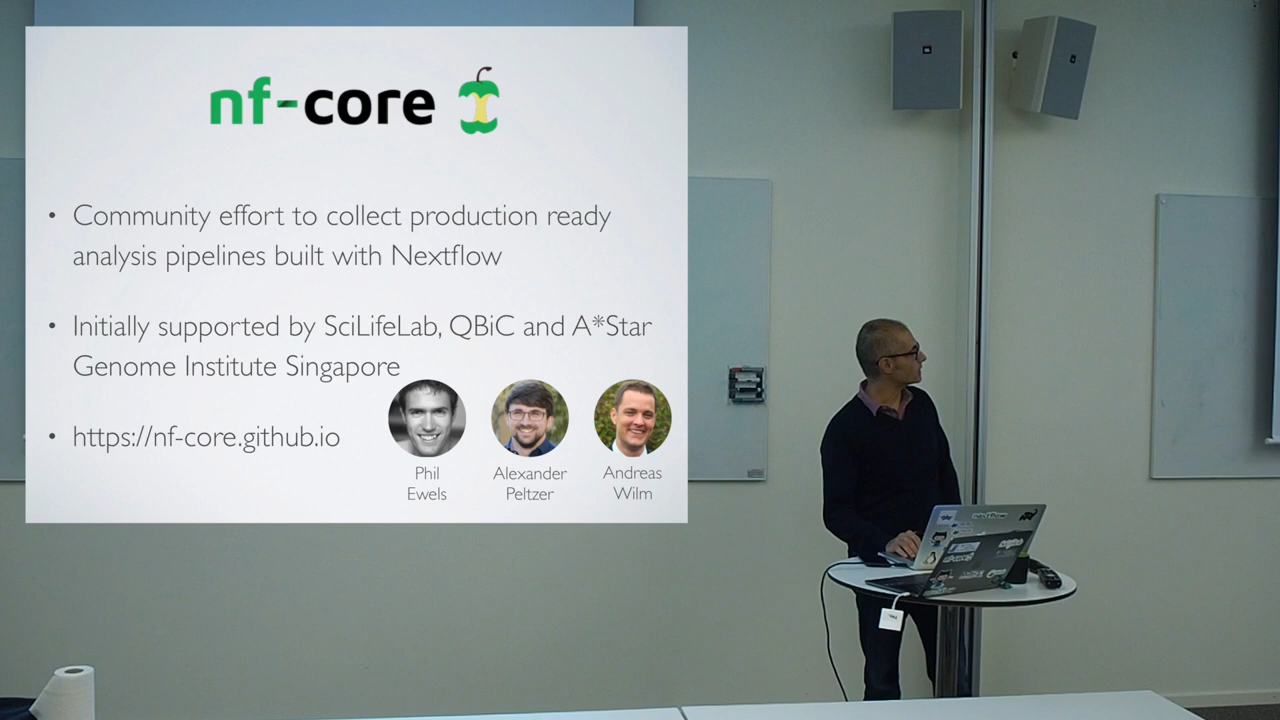 nf-core
• Community effort to collect production ready
analysis pipelines built with Nextflow
• Initially supported by SciLifeLab, QBiC and A*Star
Genome Institute Singapore
• https://nf-core.github.io
Phil
Ewels
Alexander
Peltzer
Andreas
Wilm
nextflow